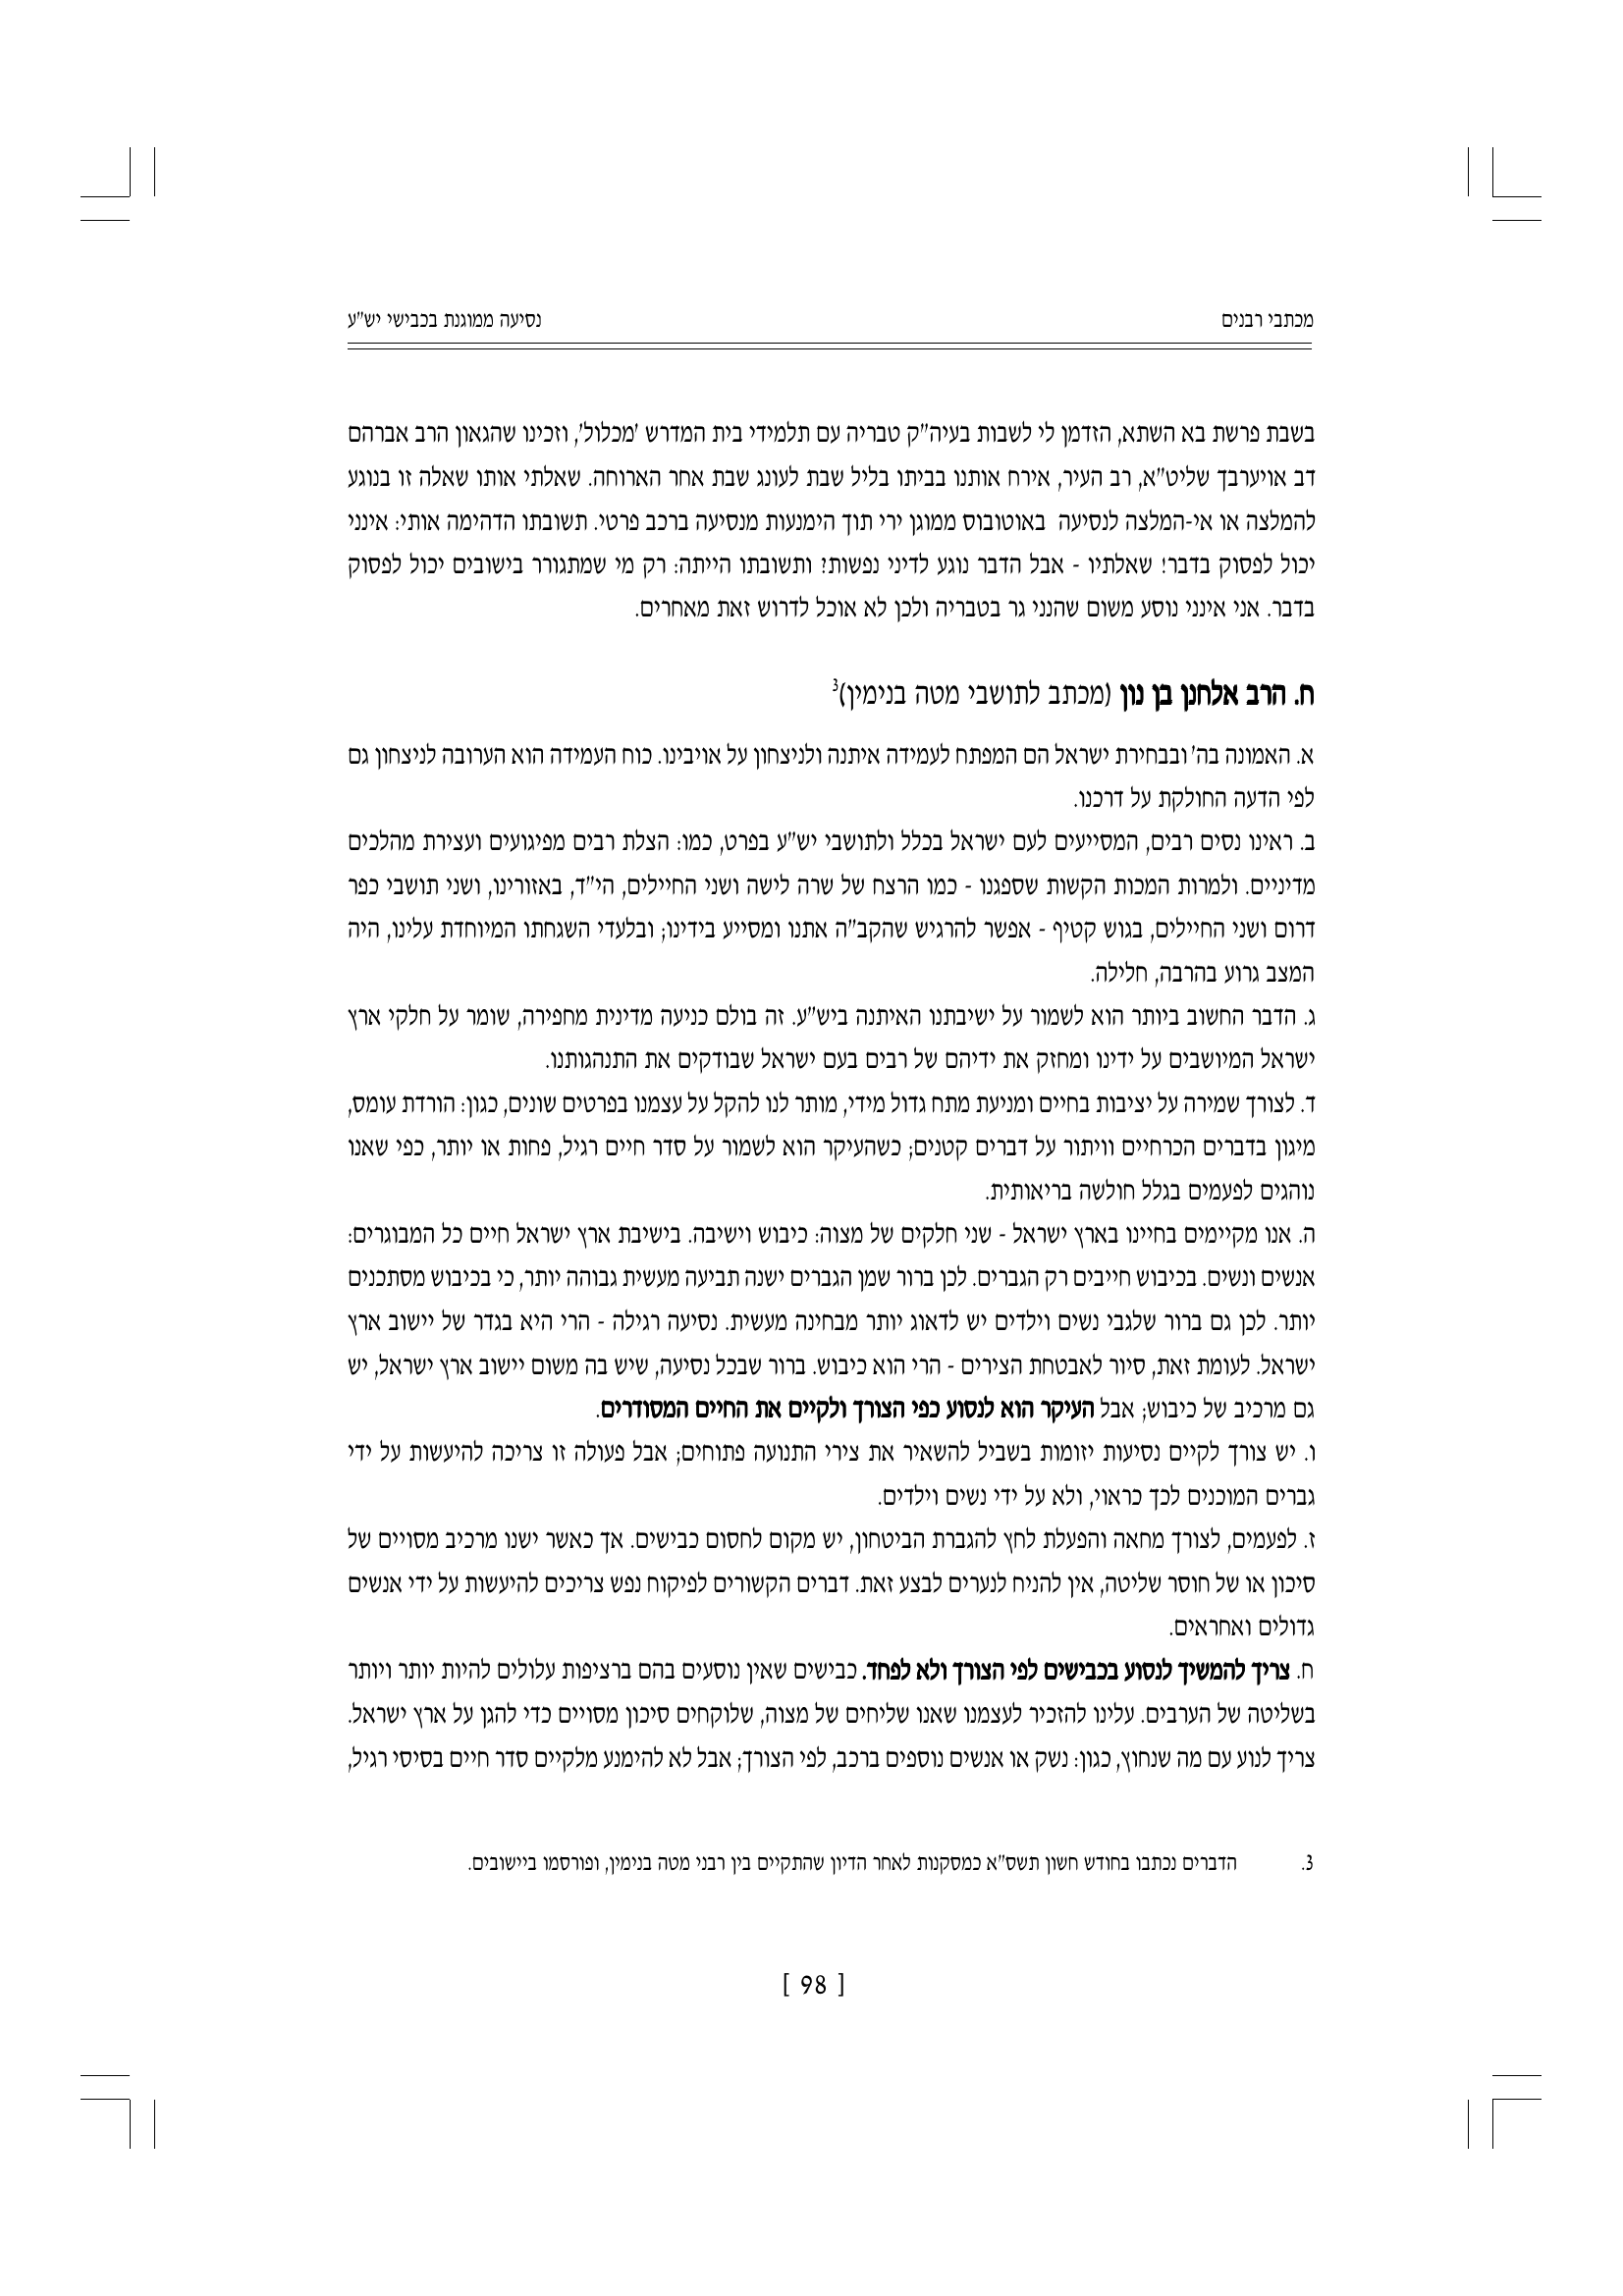 מכתבי רבנים נסיעה ממוגנת בכבישי יש"ע
בשבת פרשת בא השתא, הזדמן לי לשבות בעיה"ק טבריה עם תלמידי בית המדרש 'מכלול', וזכינו שהגאון הרב אברהם
דב אויערבך שליט"א, רב העיר, אירח אותנו בביתו בליל שבת לעונג שבת אחר הארוחה. שאלתי אותו שאלה זו בנוגע
להמלצה או אי-המלצה לנסיעה באוטובוס ממוגן ירי תוך הימנעות מנסיעה ברכב פרטי. תשובתו הדהימה אותי: אינני
יכול לפסוק בדבר! שאלתיו - אבל הדבר נוגע לדיני נפשות? ותשובתו הייתה: רק מי שמתגורר בישובים יכול לפסוק
בדבר. אני אינני נוסע משום שהנני גר בטבריה ולכן לא אוכל לדרוש זאת מאחרים.
ח. הרב אלחנן בן נון (מכתב לתושבי מטה בנימין)3
א. האמונה בה' ובבחירת ישראל הם המפתח לעמידה איתנה ולניצחון על אויבינו. כוח העמידה הוא הערובה לניצחון גם
לפי הדעה החולקת על דרכנו.
ב. ראינו נסים רבים, המסייעים לעם ישראל בכלל ולתושבי יש"ע בפרט, כמו: הצלת רבים מפיגועים ועצירת מהלכים
מדיניים. ולמרות המכות הקשות שספגנו - כמו הרצח של שרה לישה ושני החיילים, הי"ד, באזורינו, ושני תושבי כפר
דרום ושני החיילים, בגוש קטיף - אפשר להרגיש שהקב"ה אתנו ומסייע בידינו; ובלעדי השגחתו המיוחדת עלינו, היה
המצב גרוע בהרבה, חלילה.
ג. הדבר החשוב ביותר הוא לשמור על ישיבתנו האיתנה ביש"ע. זה בולם כניעה מדינית מחפירה, שומר על חלקי ארץ
ישראל המיושבים על ידינו ומחזק את ידיהם של רבים בעם ישראל שבודקים את התנהגותנו.
ד. לצורך שמירה על יציבות בחיים ומניעת מתח גדול מידי, מותר לנו להקל על עצמנו בפרטים שונים, כגון: הורדת עומס,
מיגון בדברים הכרחיים וויתור על דברים קטנים; כשהעיקר הוא לשמור על סדר חיים רגיל, פחות או יותר, כפי שאנו
נוהגים לפעמים בגלל חולשה בריאותית.
ה. אנו מקיימים בחיינו בארץ ישראל - שני חלקים של מצוה: כיבוש וישיבה. בישיבת ארץ ישראל חיים כל המבוגרים:
אנשים ונשים. בכיבוש חייבים רק הגברים. לכן ברור שמן הגברים ישנה תביעה מעשית גבוהה יותר, כי בכיבוש מסתכנים
יותר. לכן גם ברור שלגבי נשים וילדים יש לדאוג יותר מבחינה מעשית. נסיעה רגילה - הרי היא בגדר של יישוב ארץ
ישראל. לעומת זאת, סיור לאבטחת הצירים - הרי הוא כיבוש. ברור שבכל נסיעה, שיש בה משום יישוב ארץ ישראל, יש
גם מרכיב של כיבוש; אבל העיקר הוא לנסוע כפי הצורך ולקיים את החיים המסודרים.
ו. יש צורך לקיים נסיעות יזומות בשביל להשאיר את צירי התנועה פתוחים; אבל פעולה זו צריכה להיעשות על ידי
גברים המוכנים לכך כראוי, ולא על ידי נשים וילדים.
ז. לפעמים, לצורך מחאה והפעלת לחץ להגברת הביטחון, יש מקום לחסום כבישים. אך כאשר ישנו מרכיב מסויים של
סיכון או של חוסר שליטה, אין להניח לנערים לבצע זאת. דברים הקשורים לפיקוח נפש צריכים להיעשות על ידי אנשים
גדולים ואחראים.
ח. צריך להמשיך לנסוע בכבישים לפי הצורך ולא לפחד. כבישים שאין נוסעים בהם ברציפות עלולים להיות יותר ויותר
בשליטה של הערבים. עלינו להזכיר לעצמנו שאנו שליחים של מצוה, שלוקחים סיכון מסויים כדי להגן על ארץ ישראל.
צריך לנוע עם מה שנחוץ, כגון: נשק או אנשים נוספים ברכב, לפי הצורך; אבל לא להימנע מלקיים סדר חיים בסיסי רגיל,
3. הדברים נכתבו בחודש חשון תשס"א כמסקנות לאחר הדיון שהתקיים בין רבני מטה בנימין, ופורסמו ביישובים.
[ 98 ]